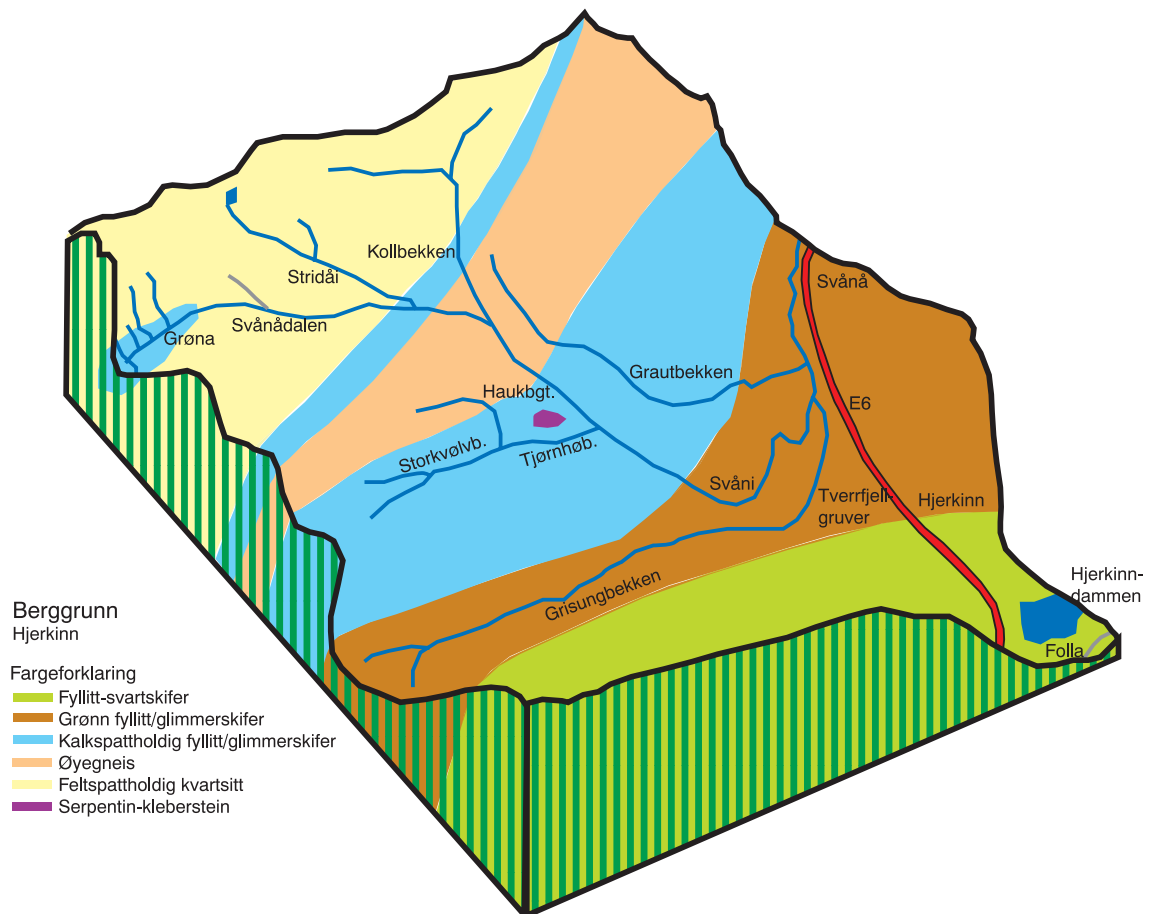 Kollbekken
Stridåi
Svånå
Svånådalen
Grøna
Grautbekken
Haukbgt.
E6
Storkvølvb.
Tjørnhøb.
Svåni
Tverrfjell-
gruver
Hjerkinn
Grisungbekken
Hjerkinn-
dammen
Folla
Berggrunn
Hjerkinn
Fargeforklaring
Fyllitt-svartskifer
Grønn fyllitt/glimmerskifer
Kalkspattholdig fyllitt/glimmerskifer
Øyegneis
Feltspattholdig kvartsitt
Serpentin-kleberstein